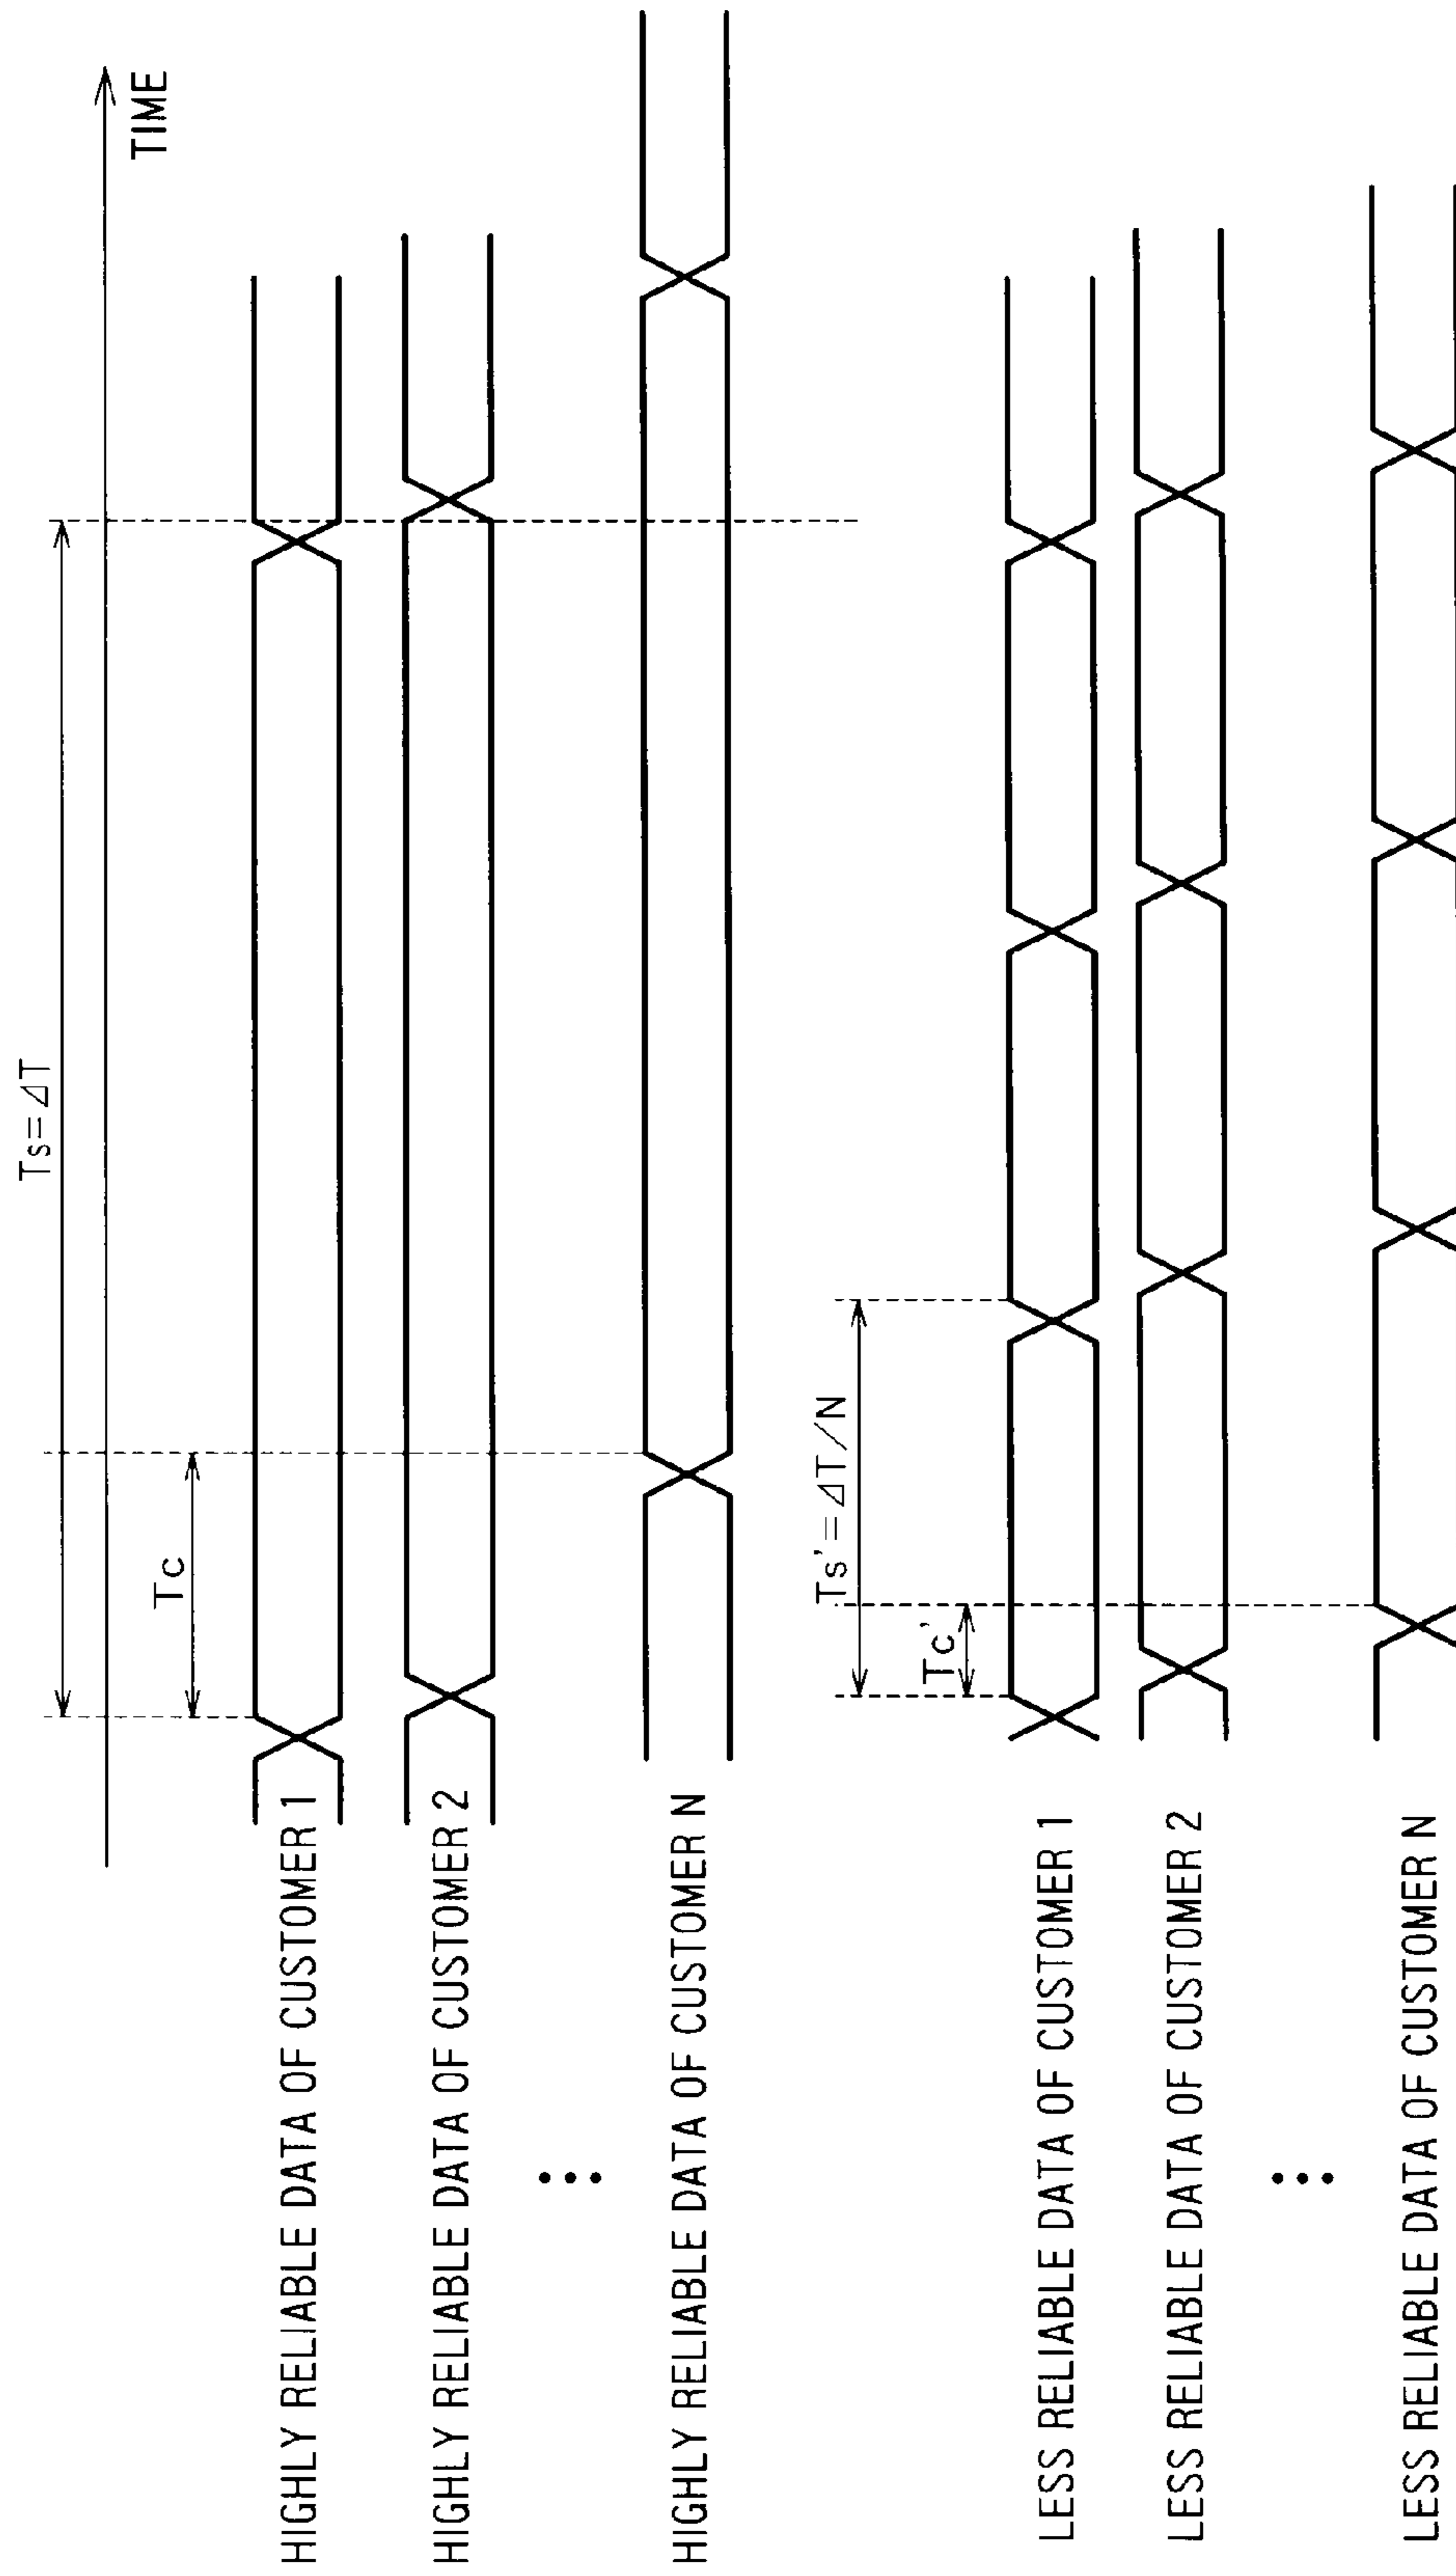 Ts=ΔT
TIME
Tc
HIGHLY RELIABLE DATA OF CUSTOMER 1
HIGHLY RELIABLE DATA OF CUSTOMER 2
HIGHLY RELIABLE DATA OF CUSTOMER N
Ts'=ΔT/N
Tc'
LESS RELIABLE DATA OF CUSTOMER 1
LESS RELIABLE DATA OF CUSTOMER 2
LESS RELIABLE DATA OF CUSTOMER N